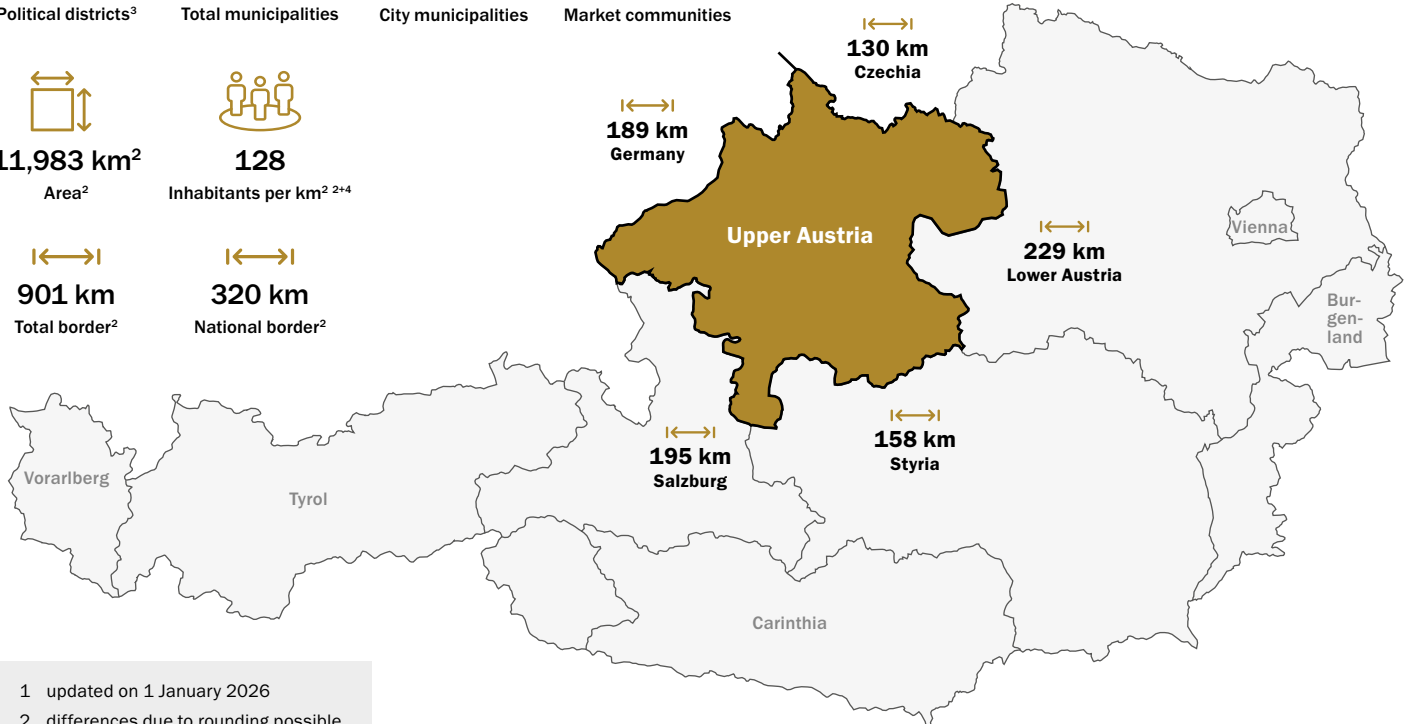 Political districts³
Total municipalities
City municipalities
Market communities
11,983 km²
Area²
128
Inhabitants per km² ²⁺⁴
901 km
Total border²
320 km
National border²
130 km
Czechia
189 km
Germany
Upper Austria
229 km
Lower Austria
Vienna
Bur-
gen-
land
195 km
Salzburg
158 km
Styria
Vorarlberg
Tyrol
Carinthia
1 updated on 1 January 2026
2 differences due to rounding possible